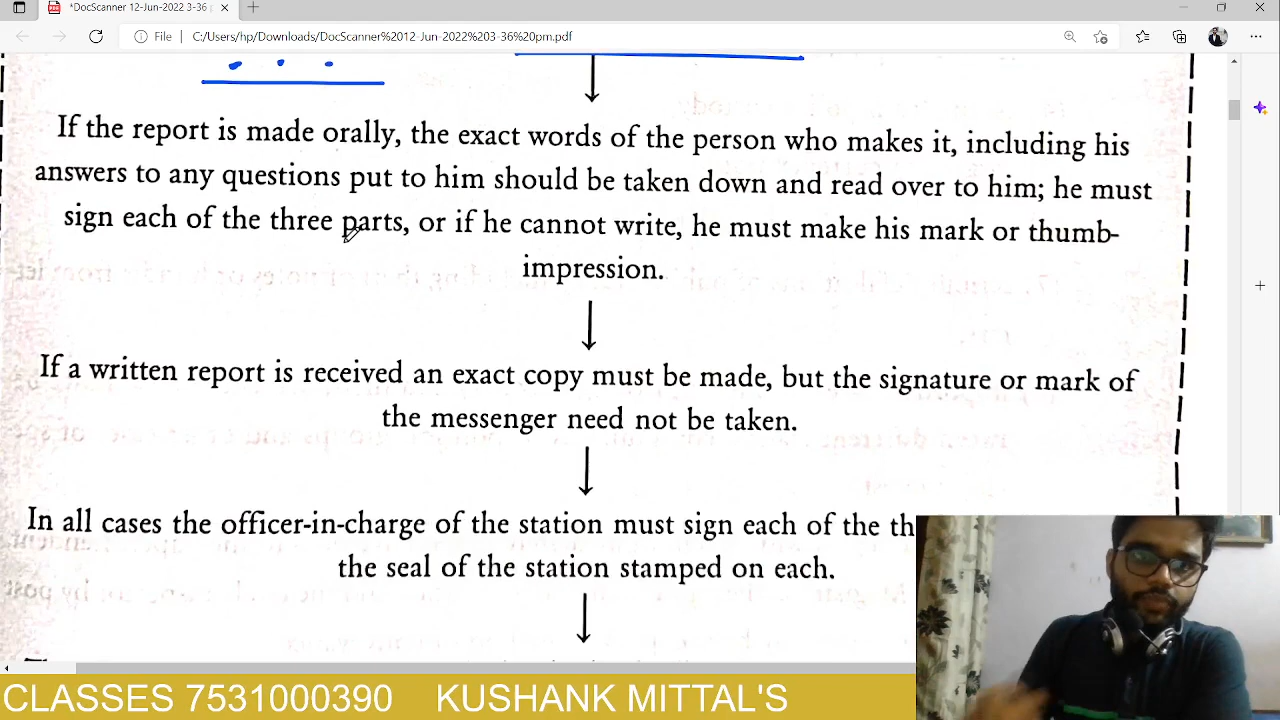 *DocScanner 12-Jun-2022 3-36 p
File
C:/Users/hp/Downloads/DocScanner%2012-Jun-2022%203-36%20pm.pdf
If the report is made orally, the exact words of the person who makes it, including his
answers to any questions put to him should be taken down and read over to him; he must
sign each of the three parts, or if he cannot write, he must make his mark or thumb-
impression.
If a written report is received an exact copy must be made, but the signature or mark of
the messenger need not be taken.
In all cases the officer-in-charge of the station must sign each of the
the seal of the station stamped on each.
CLASSES 7531000390 KUSHANK MITTAL'S